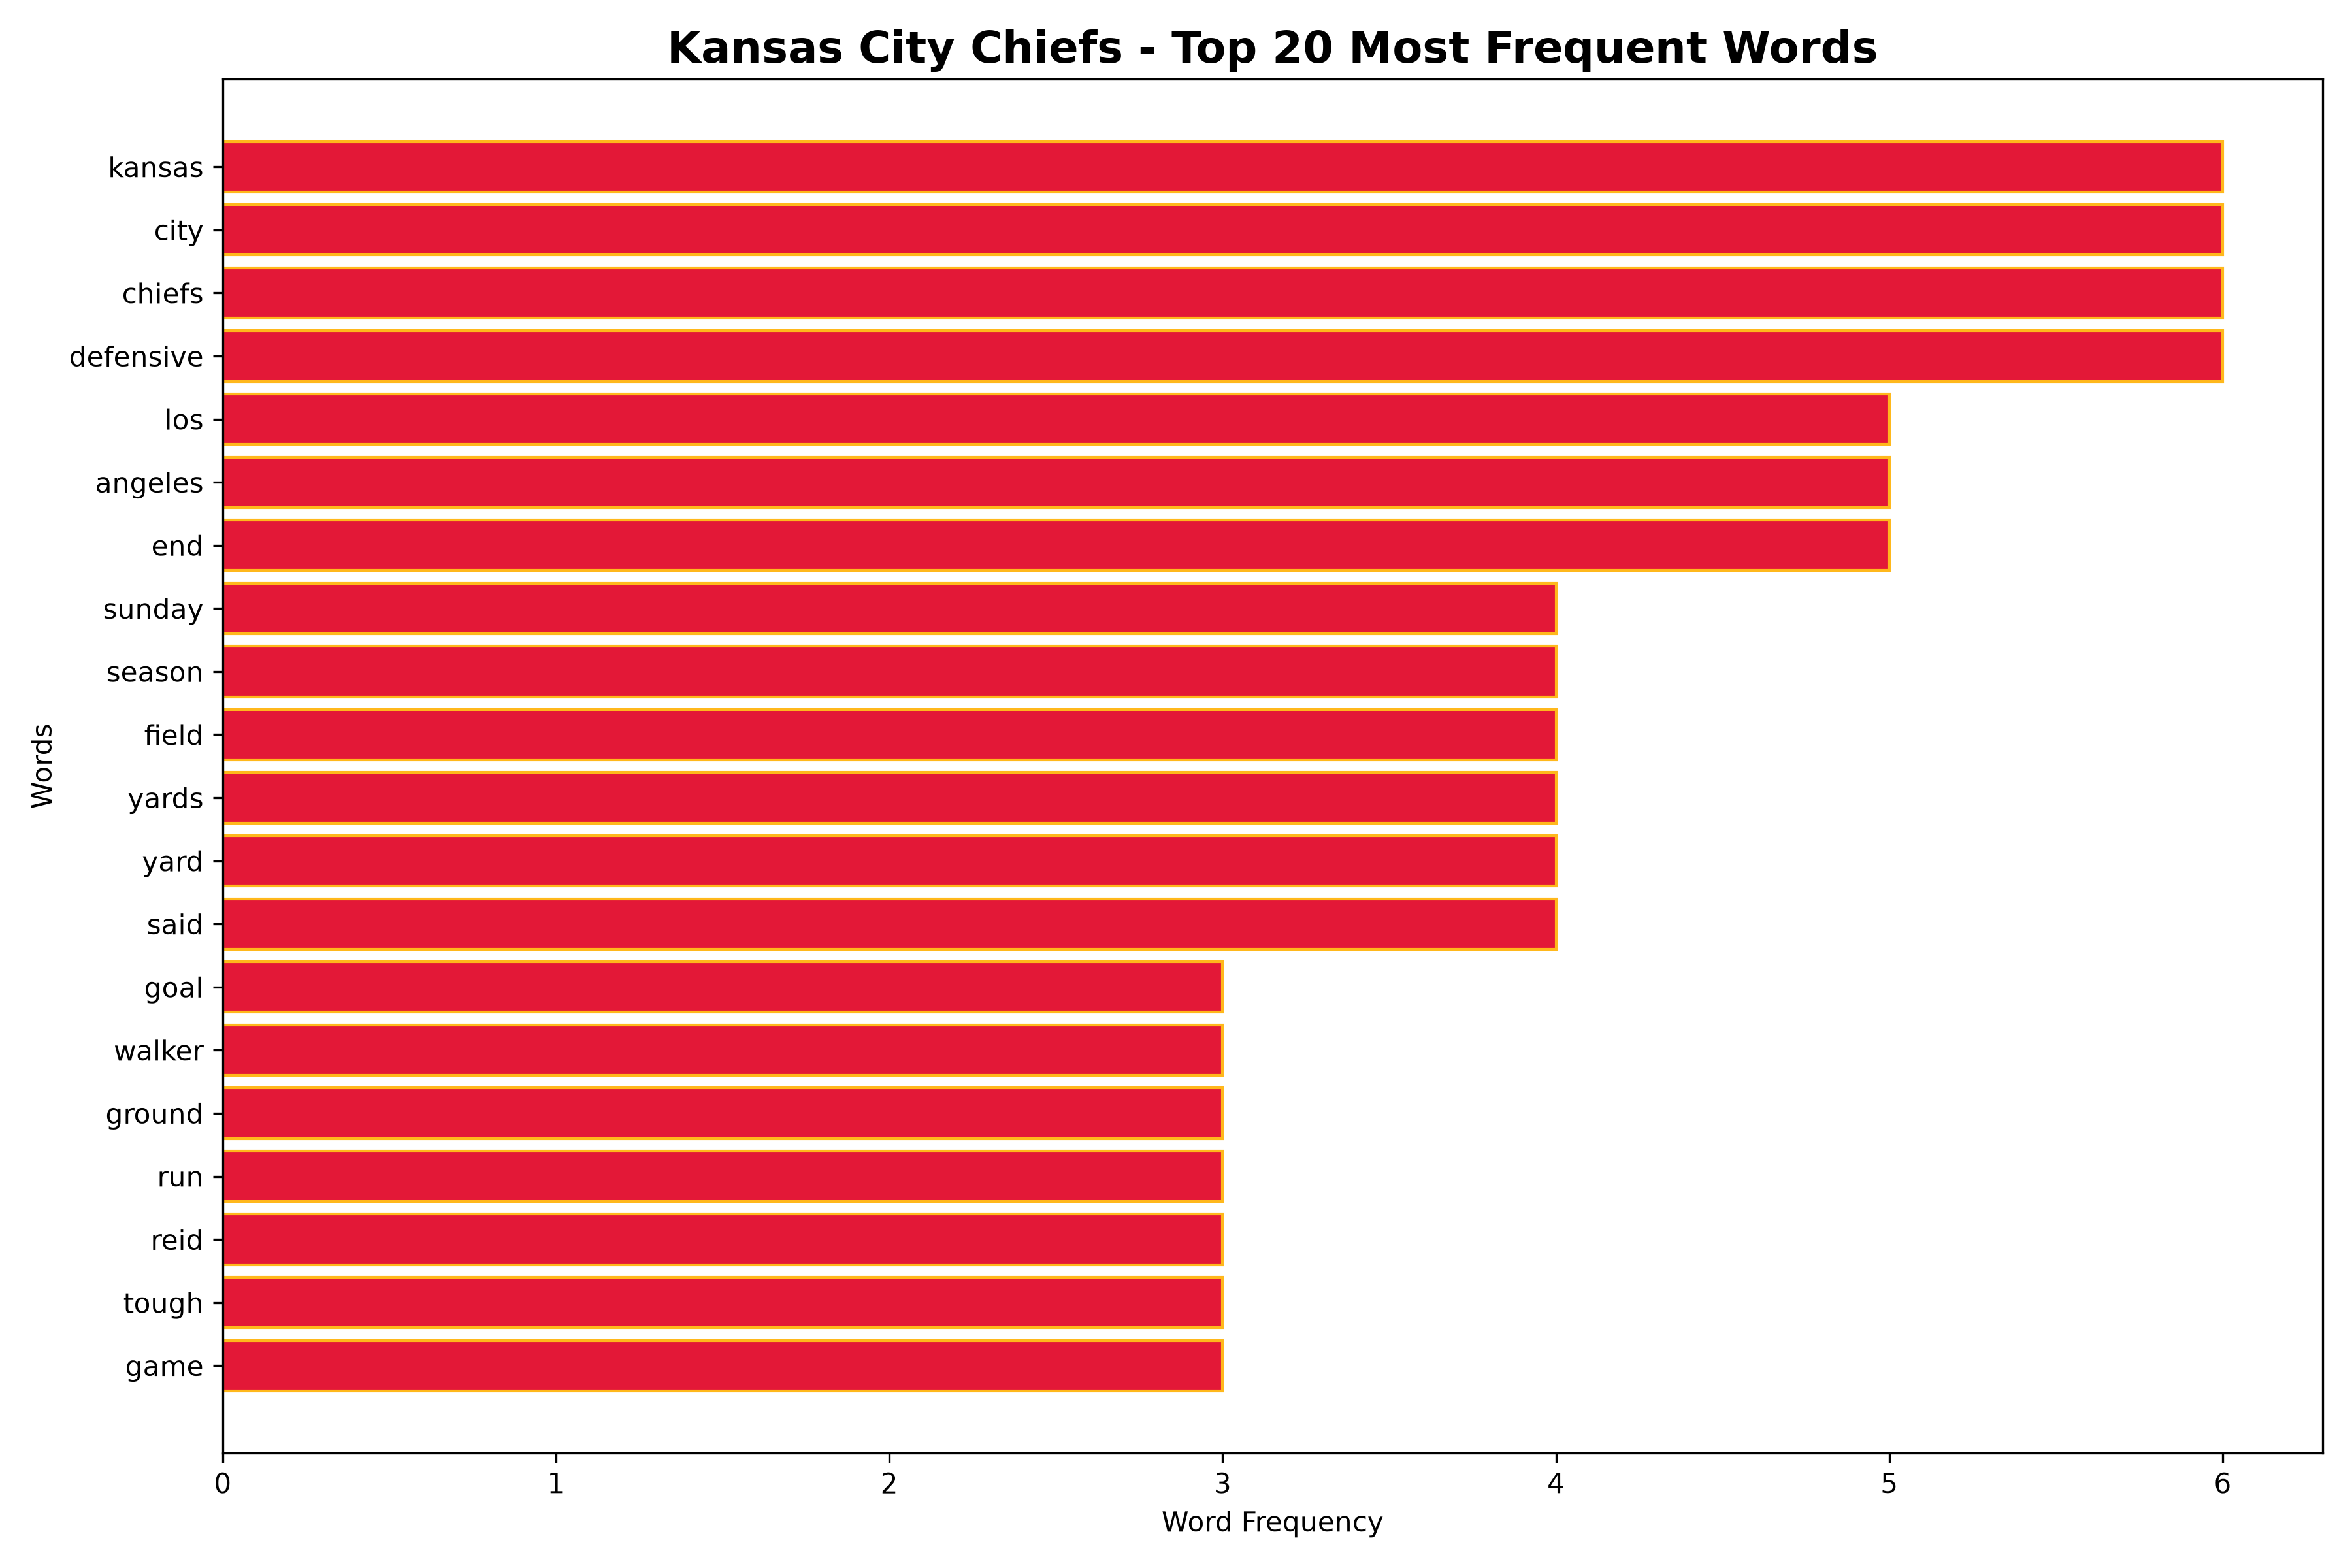 Kansas City Chiefs - Top 20 Most Frequent Words
kansas
city
chiefs
defensive
los
angeles
end
sunday
season
field
yards
yard
said
goal
walker
ground
run
reid
tough
game
Words
0 1 2 3 4 5 6
Word Frequency